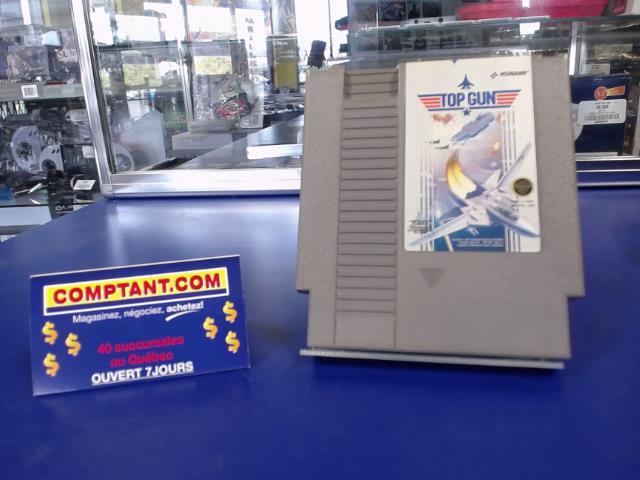 COMPTANT.COM
Magasinez, négociez, achetez!
40 succursales
au Québec
OUVERT 7JOURS
KONAMI
TOP GUN